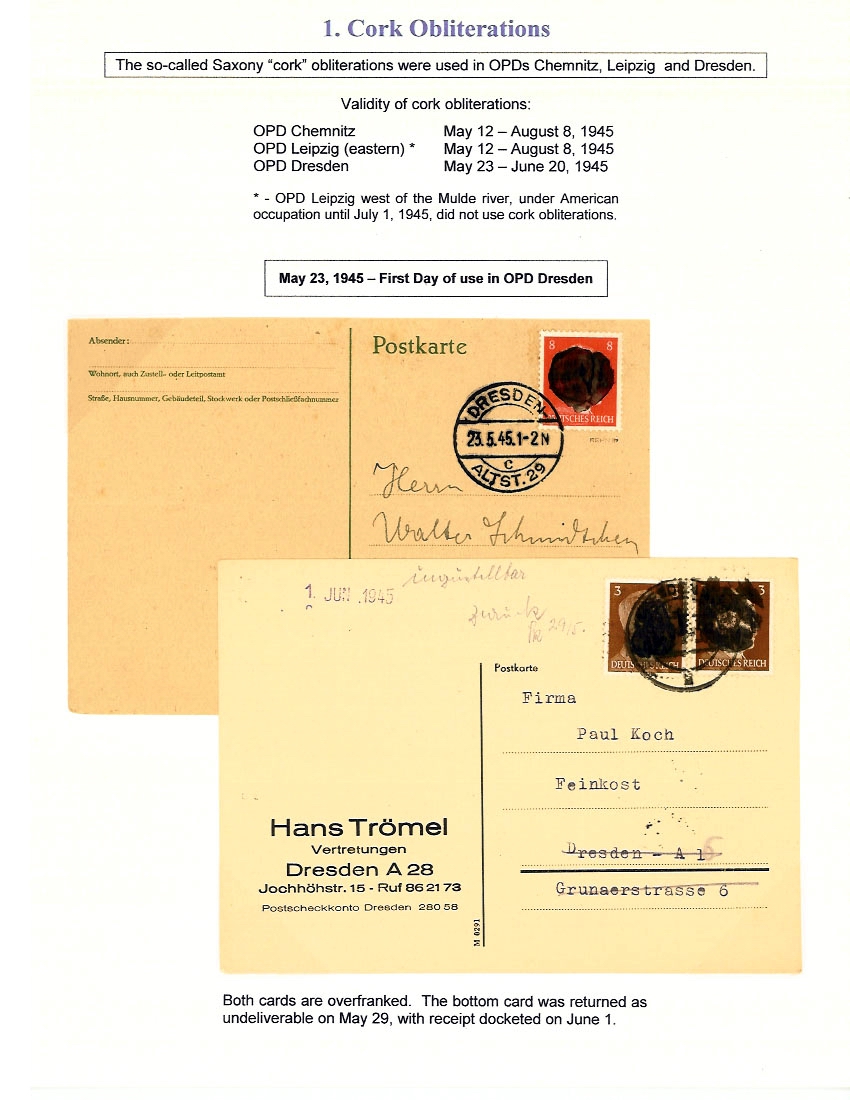 1. Cork Obliterations
The so-called Saxony “cork” obliterations were used in OPDs Chemnitz, Leipzig and Dresden.
Validity of cork obliterations:
OPD Chemnitz May 12 – August 8, 1945
OPD Leipzig (eastern) * May 12 – August 8, 1945
OPD Dresden May 23 – June 20, 1945
* - OPD Leipzig west of the Mulde river, under American
occupation until July 1, 1945, did not use cork obliterations.
May 23, 1945 – First Day of use in OPD Dresden
Absender:
Wohnort, auch Zustell- oder Leitpostamt
Straße, Hausnummer, Gebäudeteil, Stockwerk oder Postschließfachnummer
Postkarte
8 8
DEUTSCHES REICH
DRESDEN
23.5.45.1-2N
c
ALTST. 29
Herrn
Walter
unzustellbar
zurück
29/5.
1. JUN .1945
3 3
DEUTSCHES REICH DEUTSCHES REICH
Postkarte
Firma
Paul Koch
Feinkost
Dresden - A 1
Grunaerstrasse 6
Hans Trömel
Vertretungen
Dresden A 28
Jochhöhstr. 15 - Ruf 86 21 73
Postscheckkonto Dresden 280 58
M 0291
Both cards are overfranked. The bottom card was returned as
undeliverable on May 29, with receipt docketed on June 1.